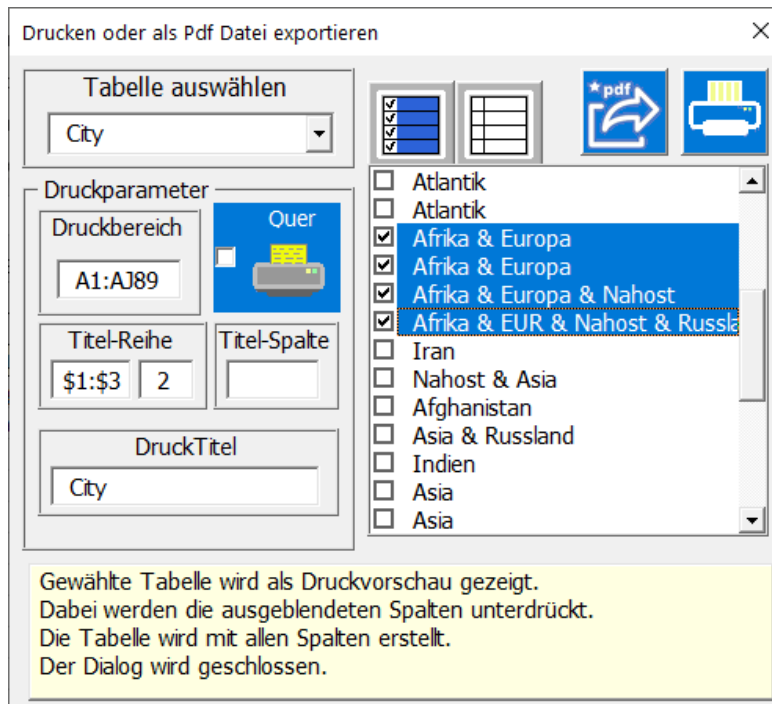 Drucken oder als Pdf Datei exportieren
Tabelle auswählen
City
Druckparameter
Druckbereich
A1:AJ89
Quer
Titel-Reihe
$1:$3
2
Titel-Spalte
DruckTitel
City
*pdf
Atlantik
Atlantik
Afrika & Europa
Afrika & Europa
Afrika & Europa & Nahost
Afrika & EUR & Nahost & Russla
Iran
Nahost & Asia
Afghanistan
Asia & Russland
Indien
Asia
Asia
Gewählte Tabelle wird als Druckvorschau gezeigt.
Dabei werden die ausgeblendeten Spalten unterdrückt.
Die Tabelle wird mit allen Spalten erstellt.
Der Dialog wird geschlossen.